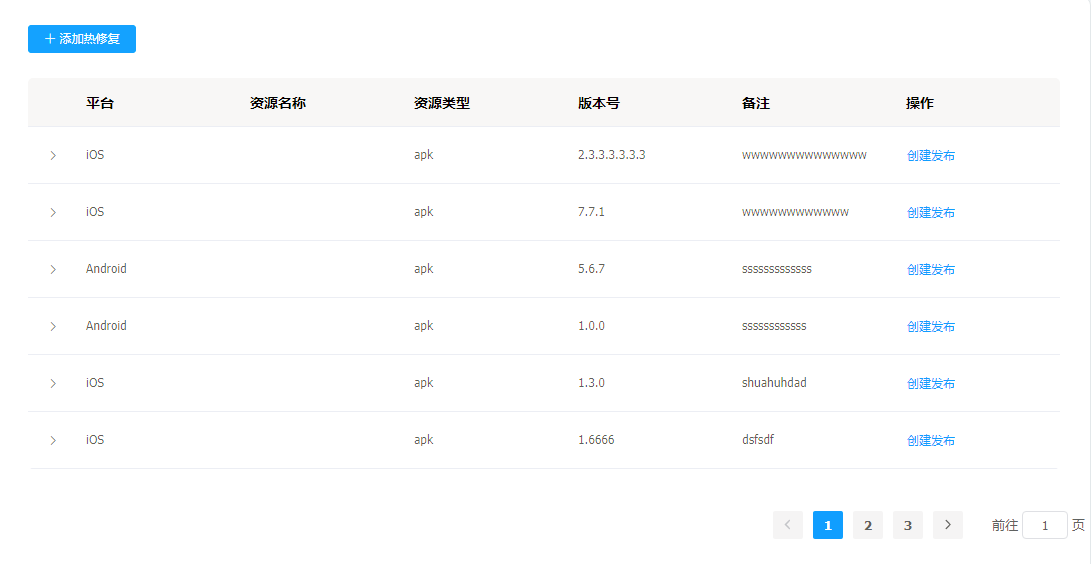 + 添加热修复
平台 资源名称 资源类型 版本号 备注 操作
iOS apk 2.3.3.3.3.3.3 wwwwwwwwwwwwww 创建发布
iOS apk 7.7.1 wwwwwwwwwwww 创建发布
Android apk 5.6.7 sssssssssssss 创建发布
Android apk 1.0.0 ssssssssssss 创建发布
iOS apk 1.3.0 shuahuhdad 创建发布
iOS apk 1.6666 dsfsdf 创建发布
1 2 3 前往 1 页